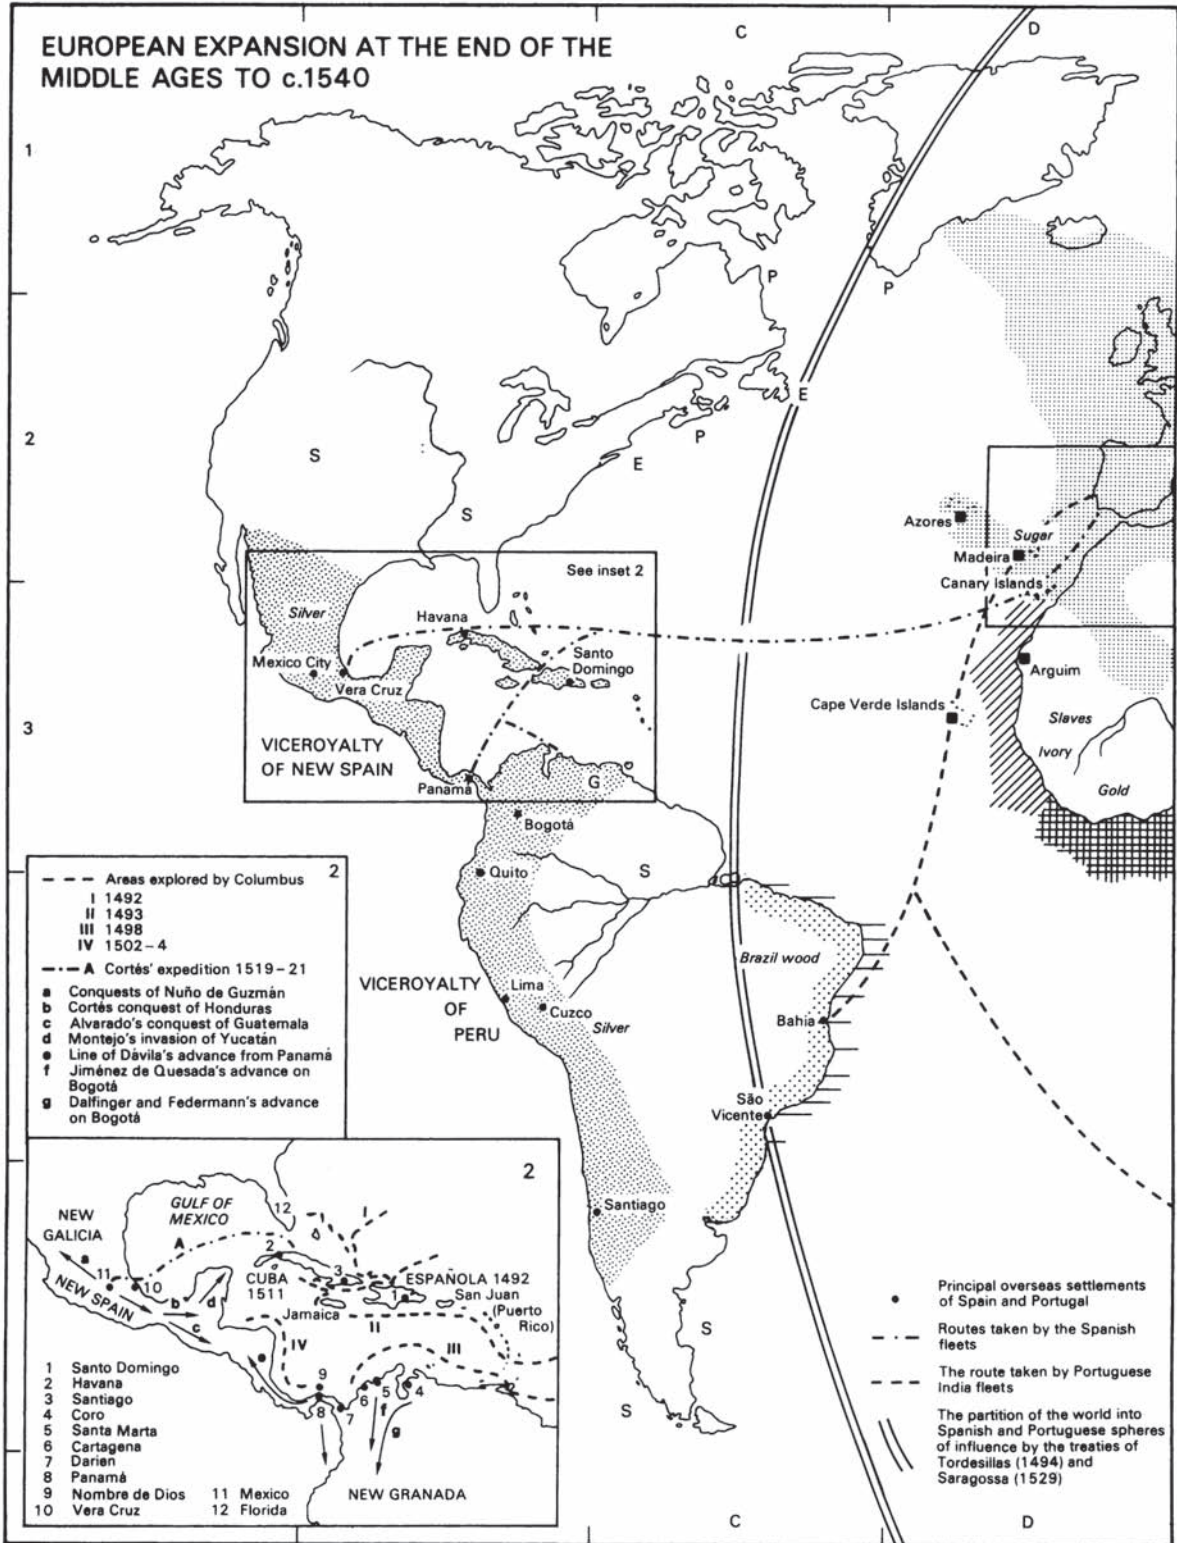 EUROPEAN EXPANSION AT THE END OF THE
MIDDLE AGES TO c.1540
C
D
1
P
P
E
2
S
P
E
S
Azores
Sugar
Madeira
Canary Islands
See inset 2
Silver
Havana
Santo
Domingo
Mexico City
Vera Cruz
Arguim
Cape Verde Islands
Slaves
Ivory
Gold
3
VICEROYALTY
OF NEW SPAIN
Panamá
G
Bogotá
Quito
S
2
Areas explored by Columbus
I 1492
II 1493
III 1498
IV 1502–4
A Cortés' expedition 1519–21
a Conquests of Nuño de Guzmán
b Cortés conquest of Honduras
c Alvarado's conquest of Guatemala
d Montejo's invasion of Yucatán
● Line of Dávila's advance from Panamá
f Jiménez de Quesada's advance on
Bogotá
g Dalfinger and Federmann's advance
on Bogotá
Brazil wood
VICEROYALTY
OF
PERU
Lima
Cuzco
Silver
Bahia
São
Vicente
Santiago
S
S
2
GULF OF
MEXICO
12
I
NEW
GALICIA
A
a
2
11
10
CUBA
1511
3
ESPAÑOLA 1492
1
San Juan
(Puerto
Rico)
NEW SPAIN
b
d
Jamaica
c
II
IV
III
9
6
5
4
8
7
f
g
NEW GRANADA
1 Santo Domingo
2 Havana
3 Santiago
4 Coro
5 Santa Marta
6 Cartagena
7 Darien
8 Panamá
9 Nombre de Dios 11 Mexico
10 Vera Cruz 12 Florida
Principal overseas settlements
of Spain and Portugal
Routes taken by the Spanish
fleets
The route taken by Portuguese
India fleets
The partition of the world into
Spanish and Portuguese spheres
of influence by the treaties of
Tordesillas (1494) and
Saragossa (1529)
C
D